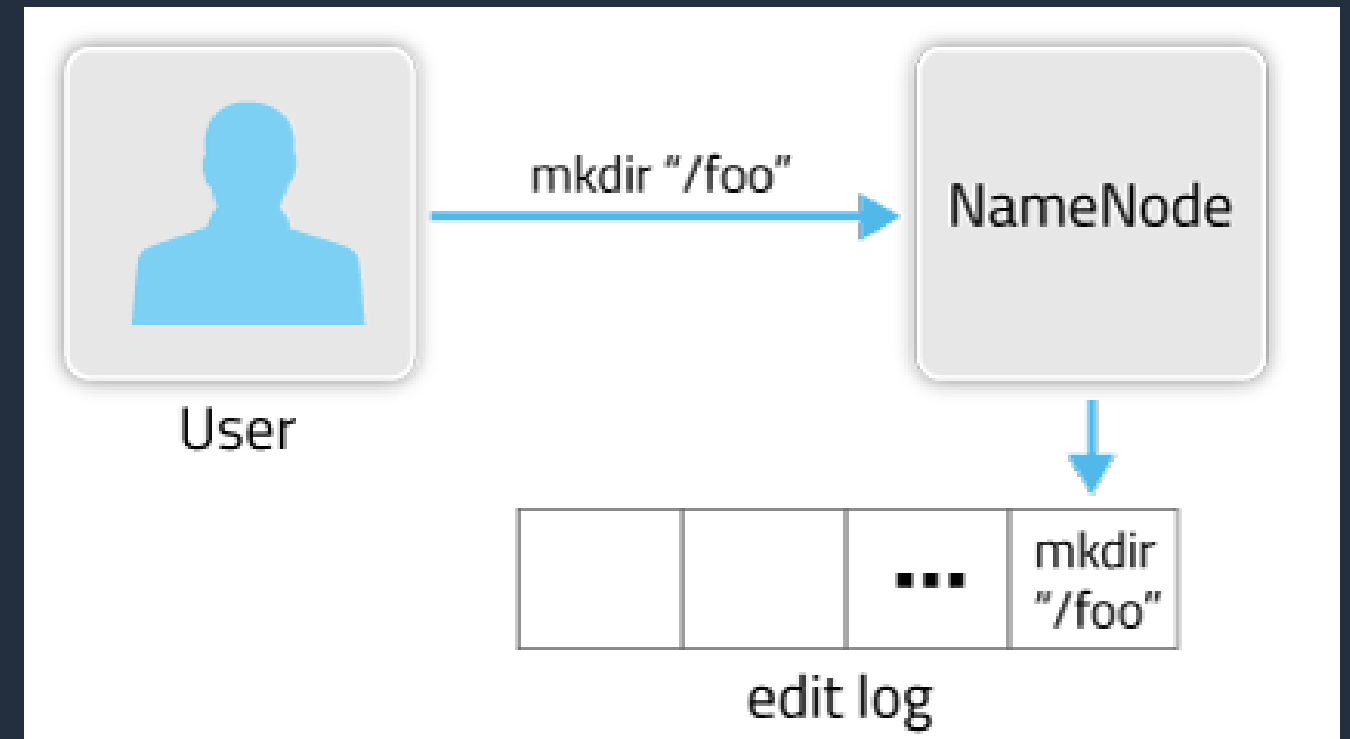 mkdir “/foo”
NameNode
User
mkdir
“/foo”
edit log